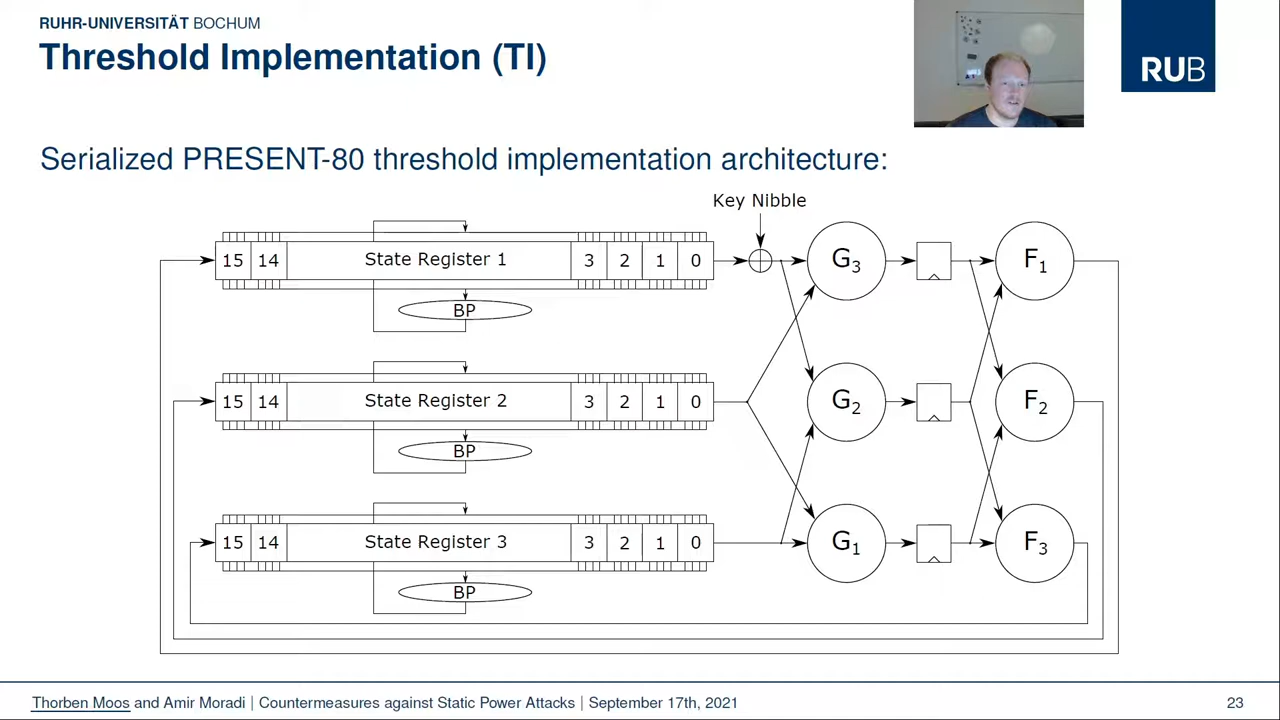 RUHR-UNIVERSITÄT BOCHUM
Threshold Implementation (TI)
RUB
Serialized PRESENT-80 threshold implementation architecture:
Key Nibble
15 14 State Register 1 3 2 1 0 G3 F1
BP
15 14 State Register 2 3 2 1 0 G2 F2
BP
15 14 State Register 3 3 2 1 0 G1 F3
BP
Thorben Moos and Amir Moradi | Countermeasures against Static Power Attacks | September 17th, 2021 23